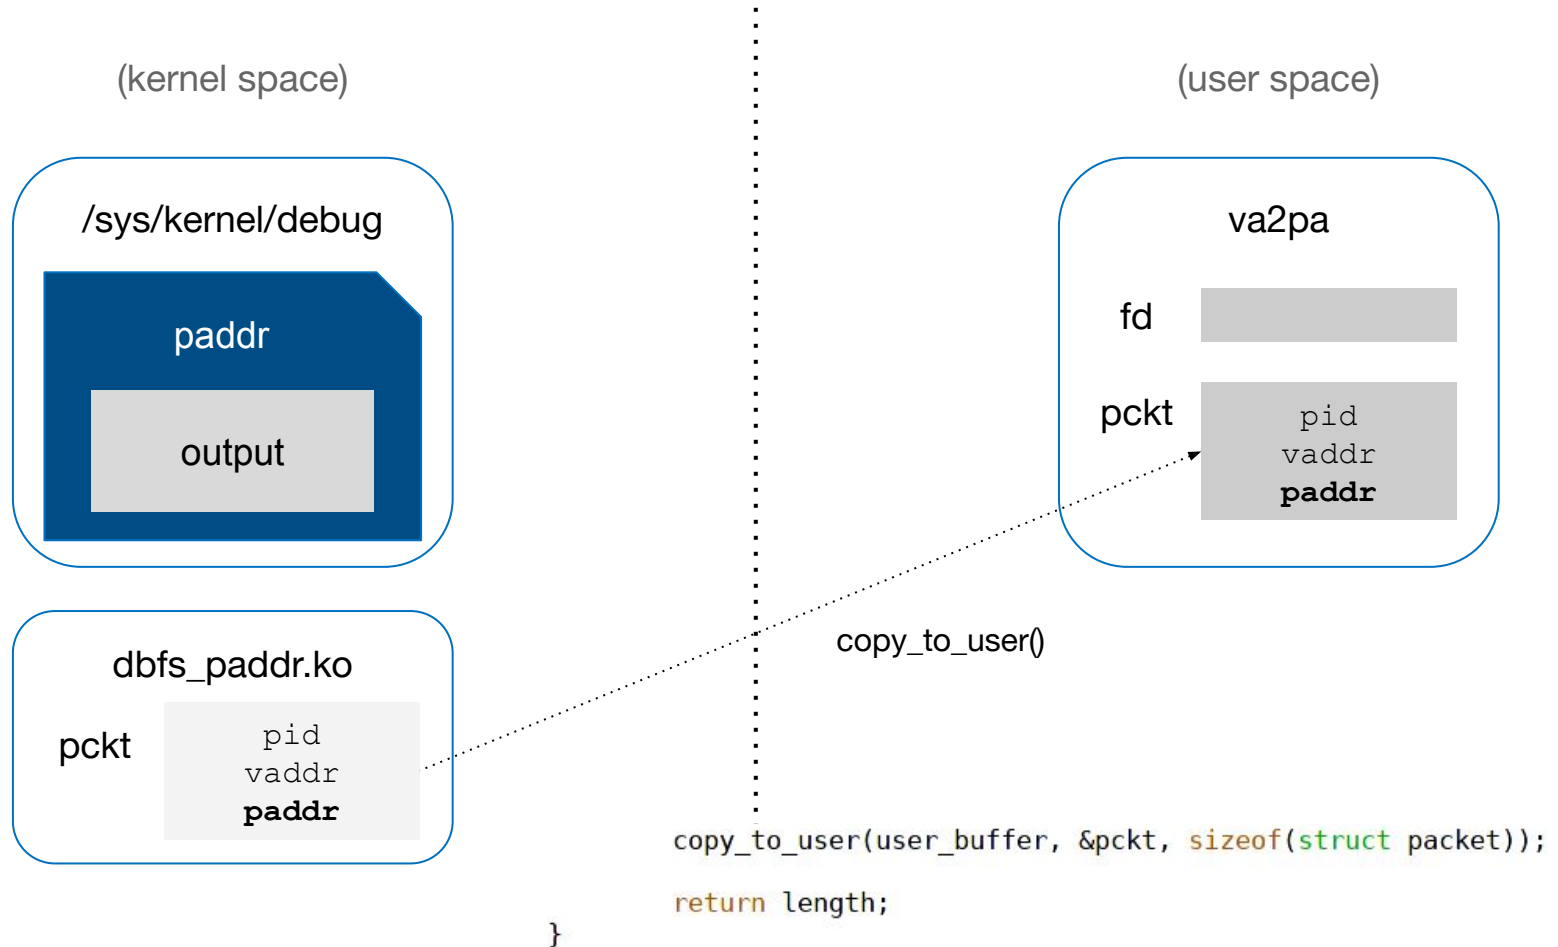 (kernel space)
(user space)
/sys/kernel/debug
paddr
output
dbfs_paddr.ko
pckt
pid
vaddr
paddr
va2pa
fd
pckt
pid
vaddr
paddr
copy_to_user()
copy_to_user(user_buffer, &pckt, sizeof(struct packet));
return length;
}